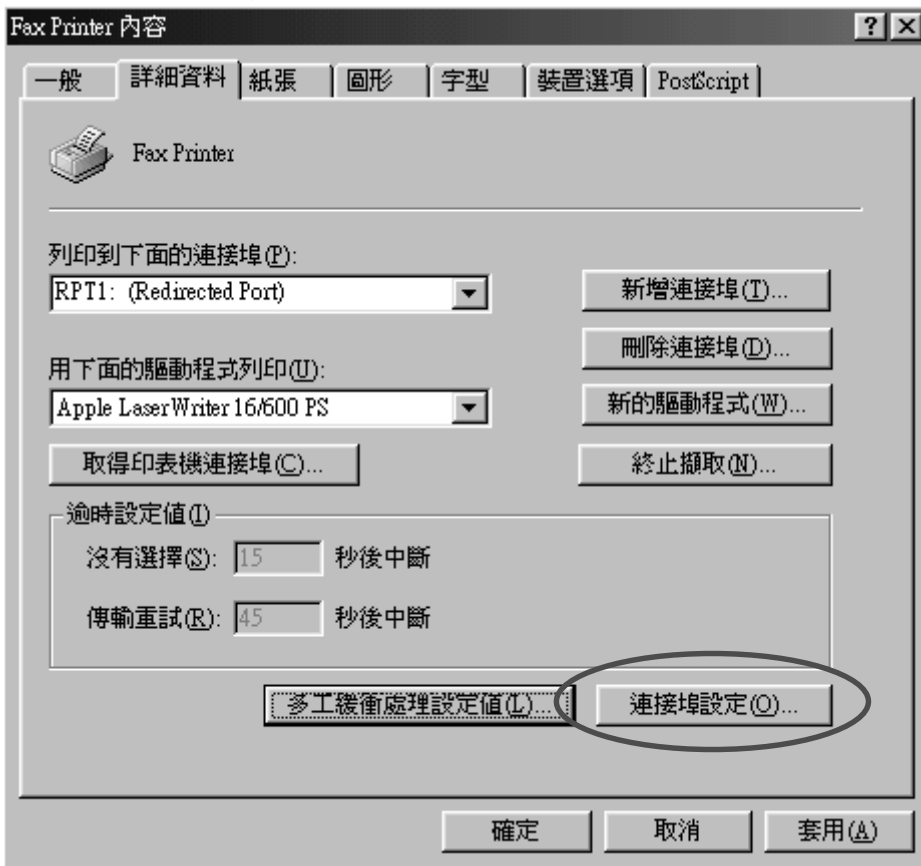 Fax Printer 內容
一般 詳細資料 紙張 圖形 字型 裝置選項 PostScript
Fax Printer
列印到下面的連接埠(P):
RPT1: (Redirected Port)
新增連接埠(T)...
刪除連接埠(D)...
用下面的驅動程式列印(U):
Apple LaserWriter 16/600 PS
新的驅動程式(W)...
取得印表機連接埠(C)...
終止擷取(N)...
逾時設定值(I)
沒有選擇(S): 15 秒後中斷
傳輸重試(R): 45 秒後中斷
多工緩衝處理設定值(L)...
連接埠設定(O)...
確定 取消 套用(A)